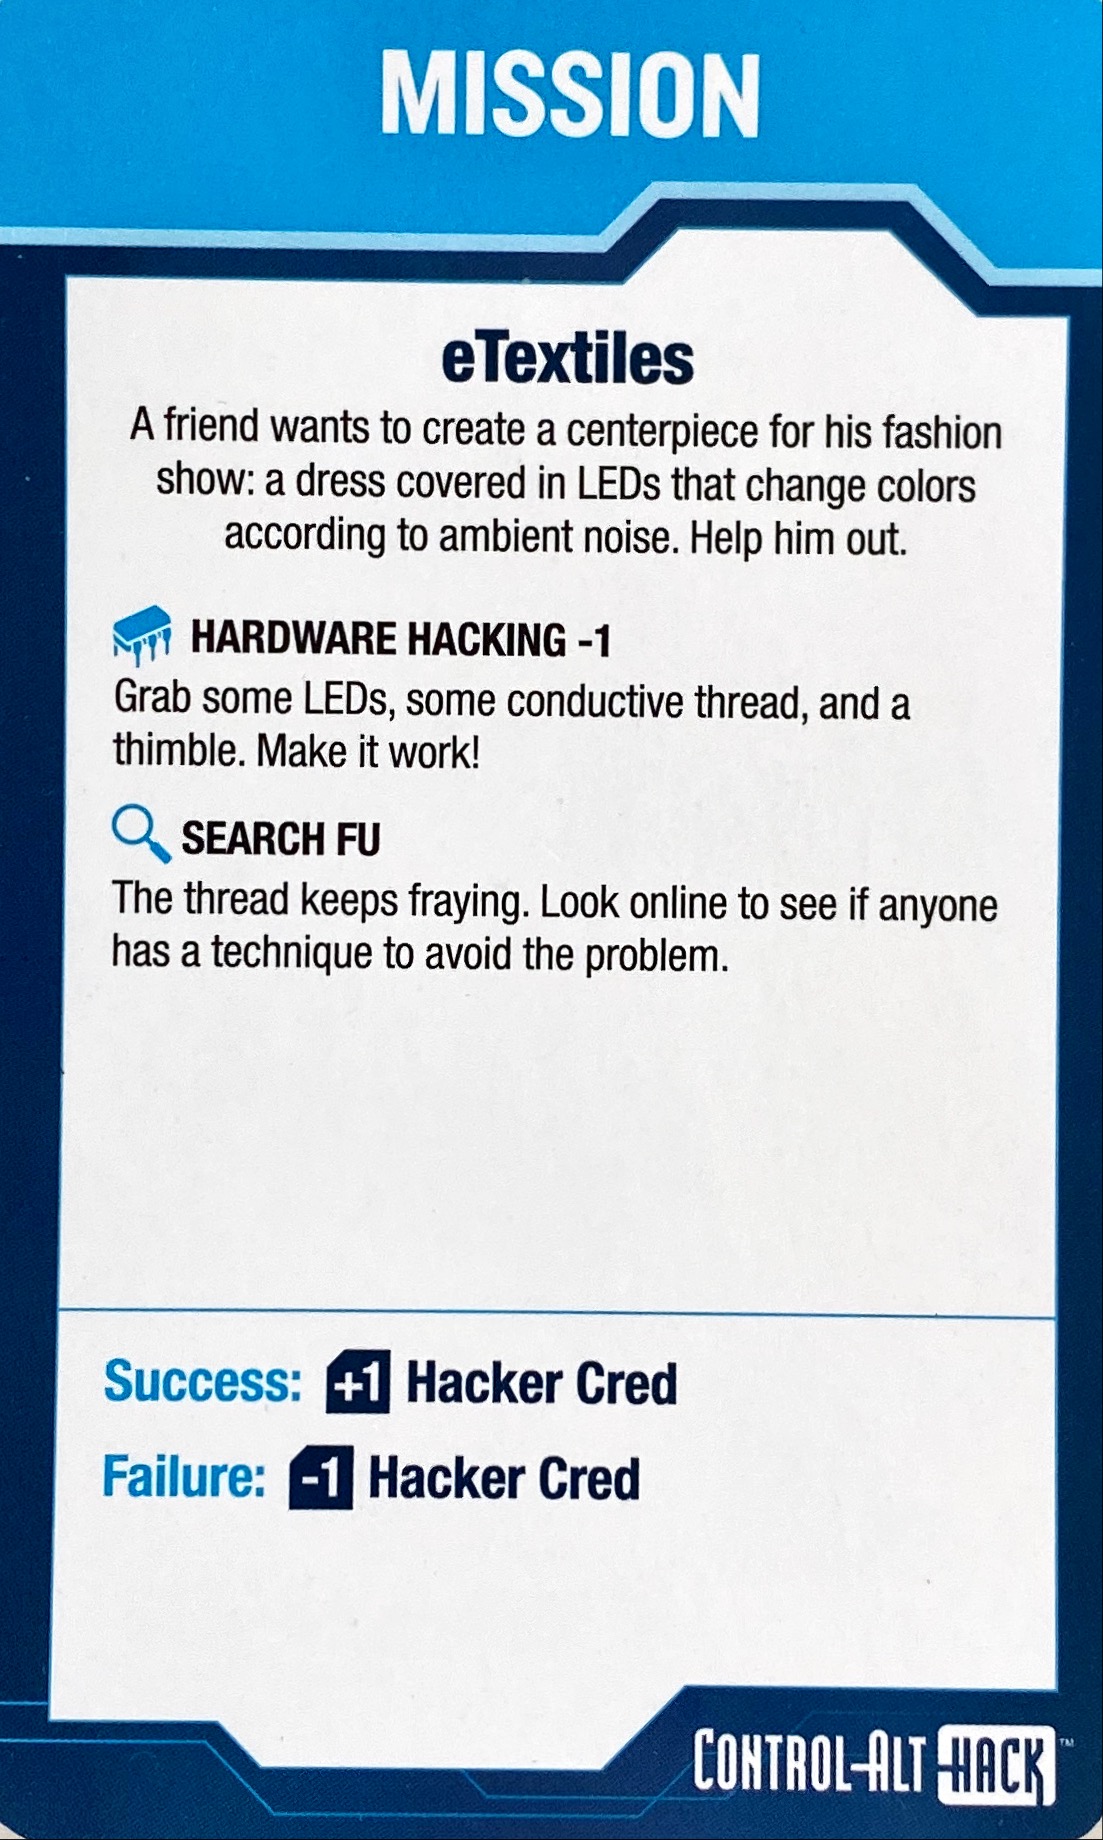 MISSION
eTextiles
A friend wants to create a centerpiece for his fashion
show: a dress covered in LEDs that change colors
according to ambient noise. Help him out.
HARDWARE HACKING -1
Grab some LEDs, some conductive thread, and a
thimble. Make it work!
SEARCH FU
The thread keeps fraying. Look online to see if anyone
has a technique to avoid the problem.
Success: +1 Hacker Cred
Failure: -1 Hacker Cred
CONTROL-ALT-HACK™